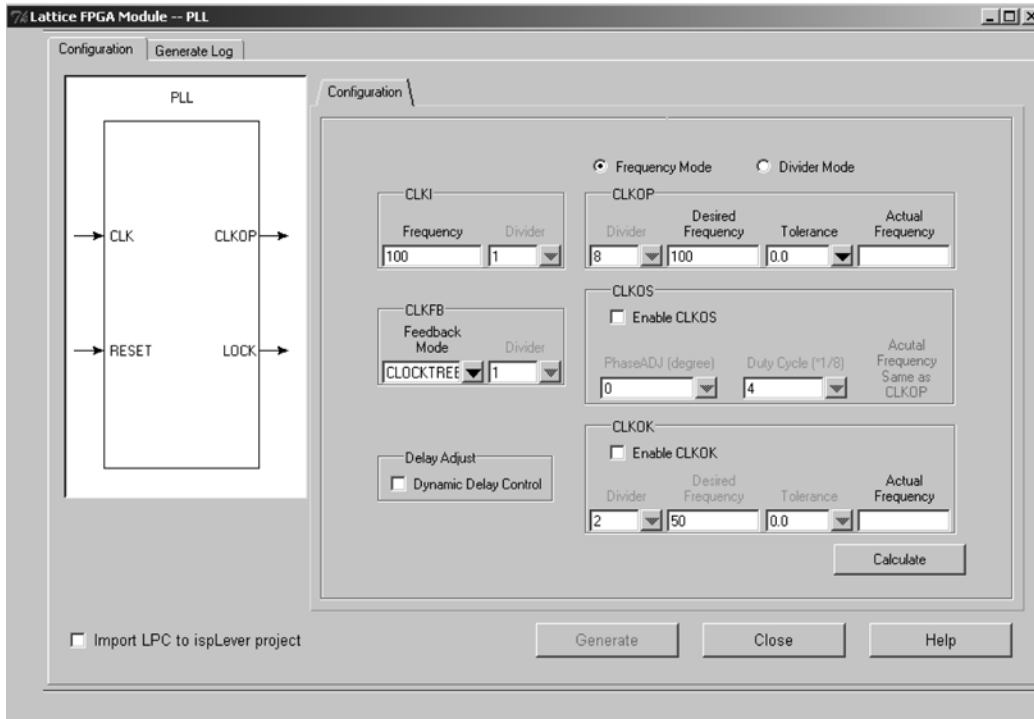 Lattice FPGA Module -- PLL
Configuration
Generate Log
PLL
CLK
CLKOP
RESET
LOCK
Configuration
Frequency Mode
Divider Mode
CLKI
Frequency
Divider
100
1
CLKOP
Divider
Desired
Frequency
Tolerance
Actual
Frequency
8
100
0.0
CLKFB
Feedback
Mode
Divider
CLOCKTREE
1
CLKOS
Enable CLKOS
PhaseADJ (degree)
Duty Cycle (*1/8)
Acutal
Frequency
Same as
CLKOP
0
4
Delay Adjust
Dynamic Delay Control
CLKOK
Enable CLKOK
Divider
Desired
Frequency
Tolerance
Actual
Frequency
2
50
0.0
Calculate
Import LPC to ispLever project
Generate
Close
Help